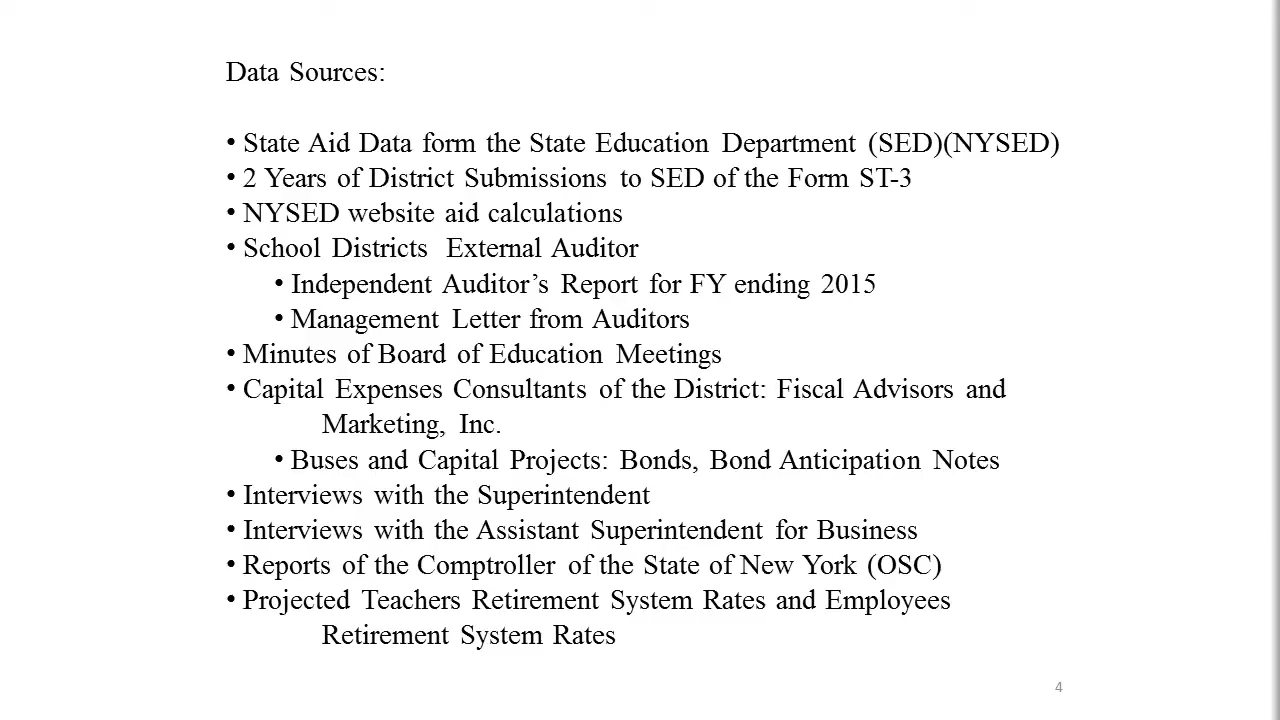 Data Sources:
• State Aid Data form the State Education Department (SED)(NYSED)
• 2 Years of District Submissions to SED of the Form ST-3
• NYSED website aid calculations
• School Districts External Auditor
• Independent Auditor’s Report for FY ending 2015
• Management Letter from Auditors
• Minutes of Board of Education Meetings
• Capital Expenses Consultants of the District: Fiscal Advisors and
Marketing, Inc.
• Buses and Capital Projects: Bonds, Bond Anticipation Notes
• Interviews with the Superintendent
• Interviews with the Assistant Superintendent for Business
• Reports of the Comptroller of the State of New York (OSC)
• Projected Teachers Retirement System Rates and Employees
Retirement System Rates
4